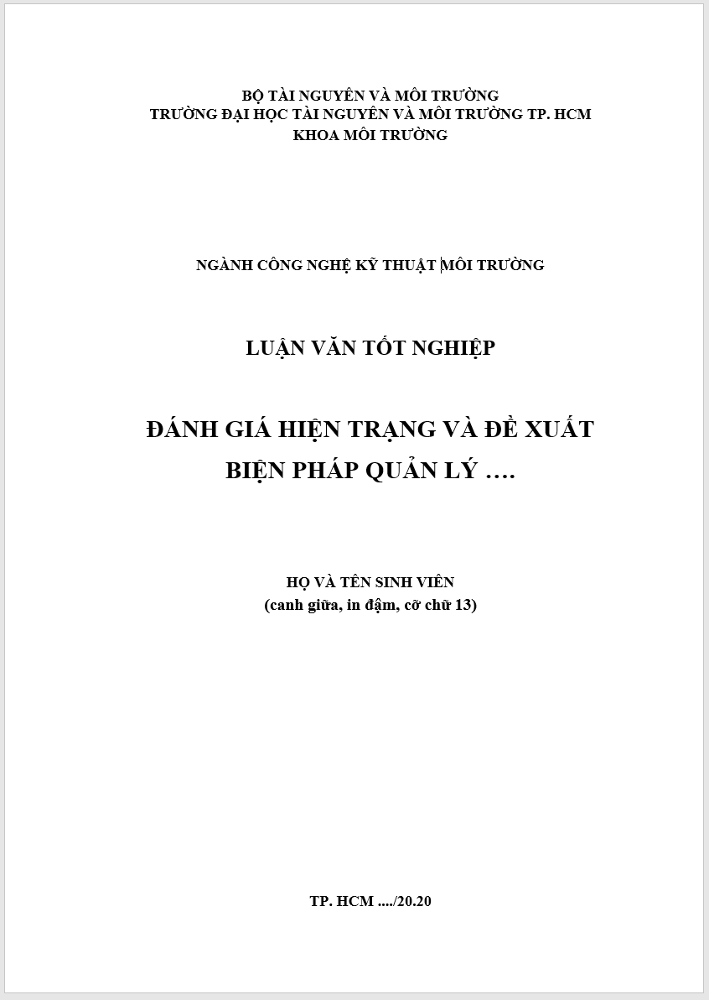 BỘ TÀI NGUYÊN VÀ MÔI TRƯỜNG
TRƯỜNG ĐẠI HỌC TÀI NGUYÊN VÀ MÔI TRƯỜNG TP. HCM
KHOA MÔI TRƯỜNG
NGÀNH CÔNG NGHỆ KỸ THUẬT MÔI TRƯỜNG
LUẬN VĂN TỐT NGHIỆP
ĐÁNH GIÁ HIỆN TRẠNG VÀ ĐỀ XUẤT
BIỆN PHÁP QUẢN LÝ ….
HỌ VÀ TÊN SINH VIÊN
(canh giữa, in đậm, cỡ chữ 13)
TP. HCM ..../20.20